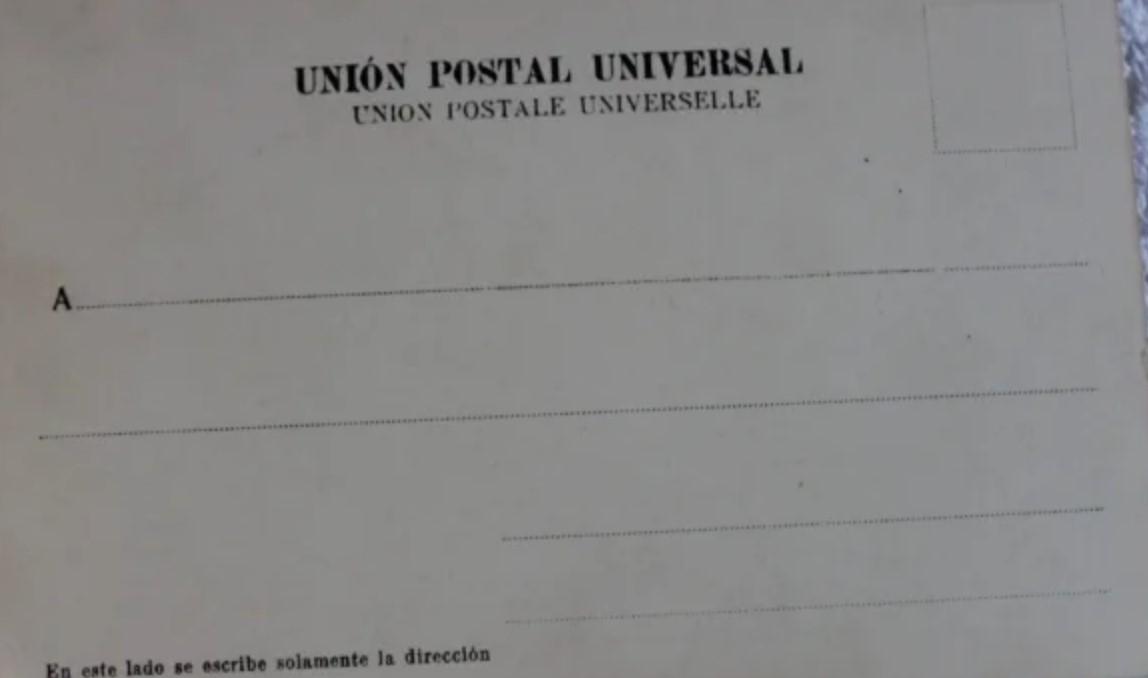 UNIÓN POSTAL UNIVERSAL
UNION POSTALE UNIVERSELLE
A
En este lado se escribe solamente la dirección